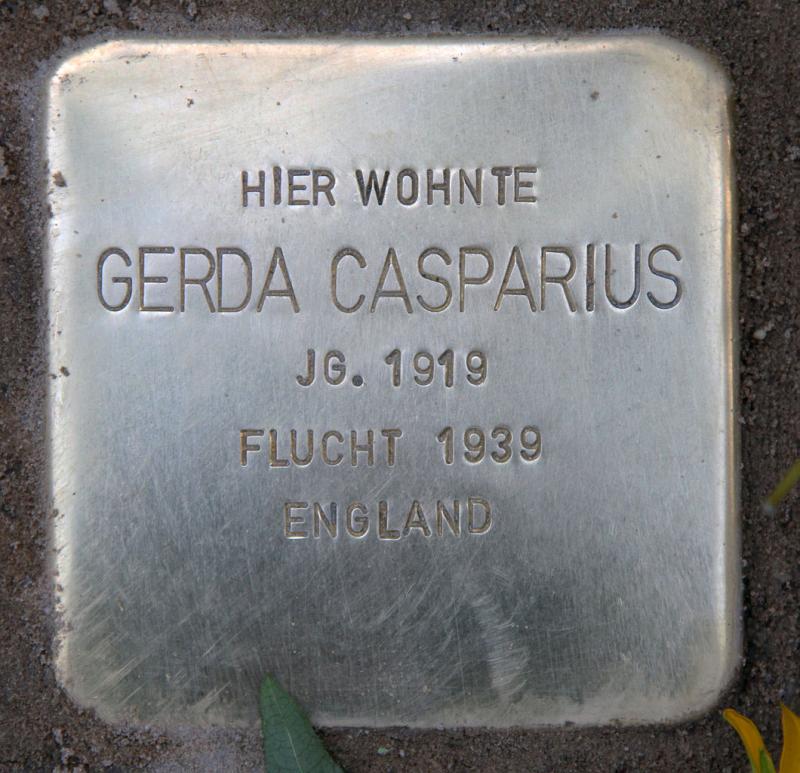 HIER WOHNTE
GERDA CASPARIUS
JG. 1919
FLUCHT 1939
ENGLAND